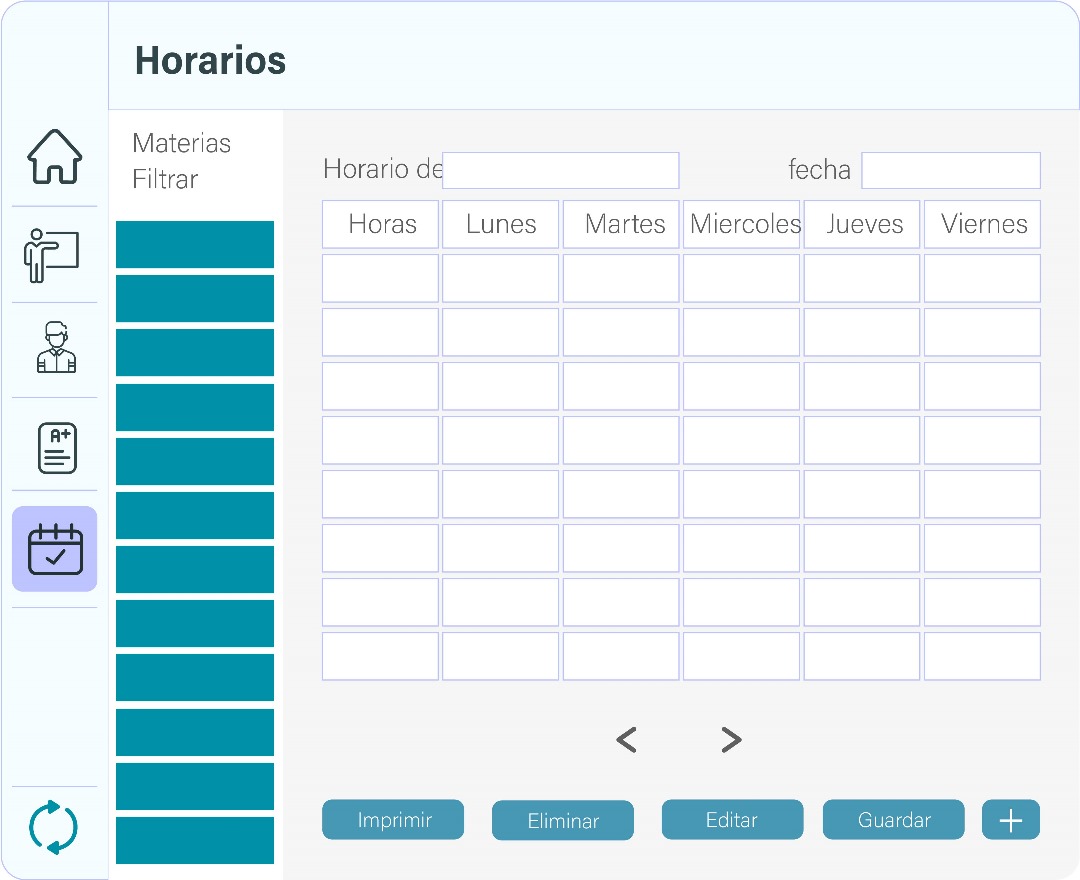 Horarios
Materias
Filtrar
Horario de
fecha
Horas Lunes Martes Miercoles Jueves Viernes
A+
< >
Imprimir Eliminar Editar Guardar +